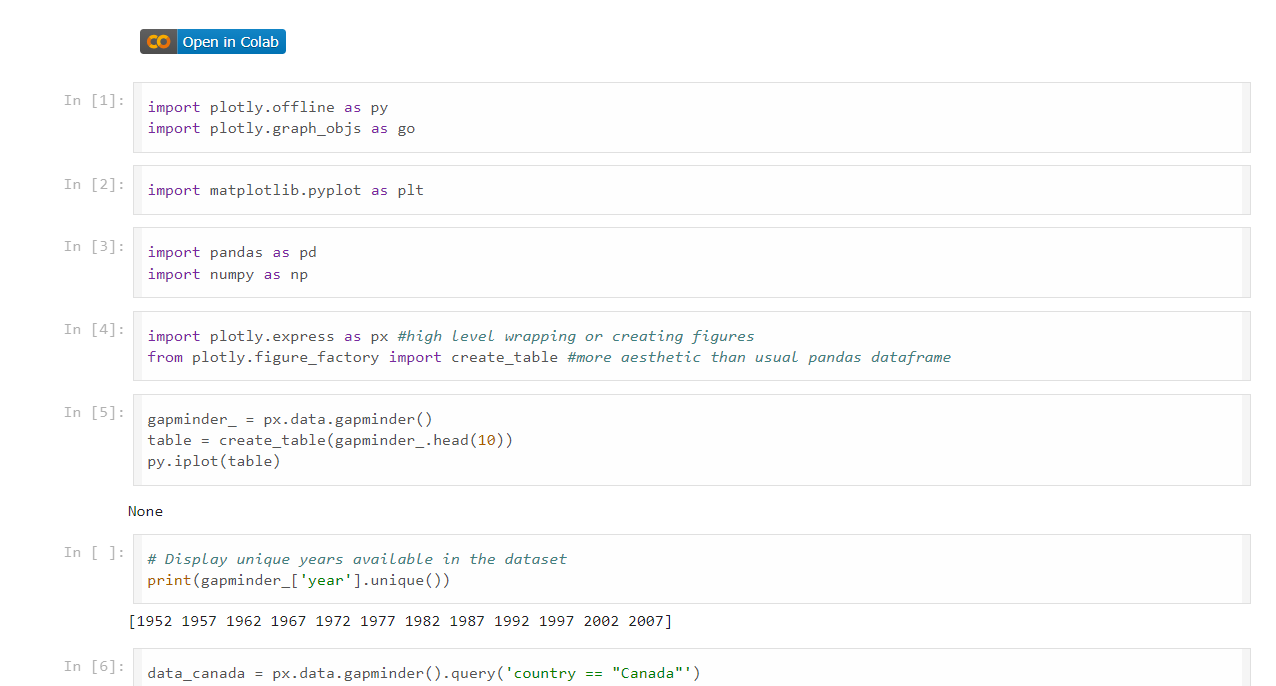 Open in Colab
In [1]:
import plotly.offline as py
import plotly.graph_objs as go
In [2]:
import matplotlib.pyplot as plt
In [3]:
import pandas as pd
import numpy as np
In [4]:
import plotly.express as px #high level wrapping or creating figures
from plotly.figure_factory import create_table #more aesthetic than usual pandas dataframe
In [5]:
gapminder_ = px.data.gapminder()
table = create_table(gapminder_.head(10))
py.iplot(table)
None
In [ ]:
# Display unique years available in the dataset
print(gapminder_['year'].unique())
[1952 1957 1962 1967 1972 1977 1982 1987 1992 1997 2002 2007]
In [6]:
data_canada = px.data.gapminder().query('country == "Canada"')